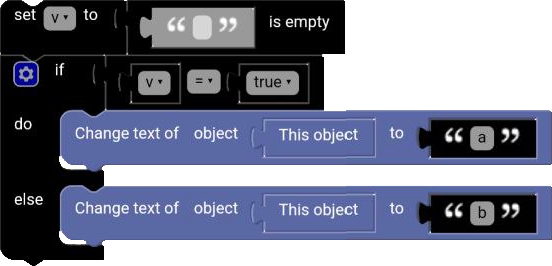 set v to “ ” is empty
if v = true
do Change text of object This object to “ a ”
else Change text of object This object to “ b ”